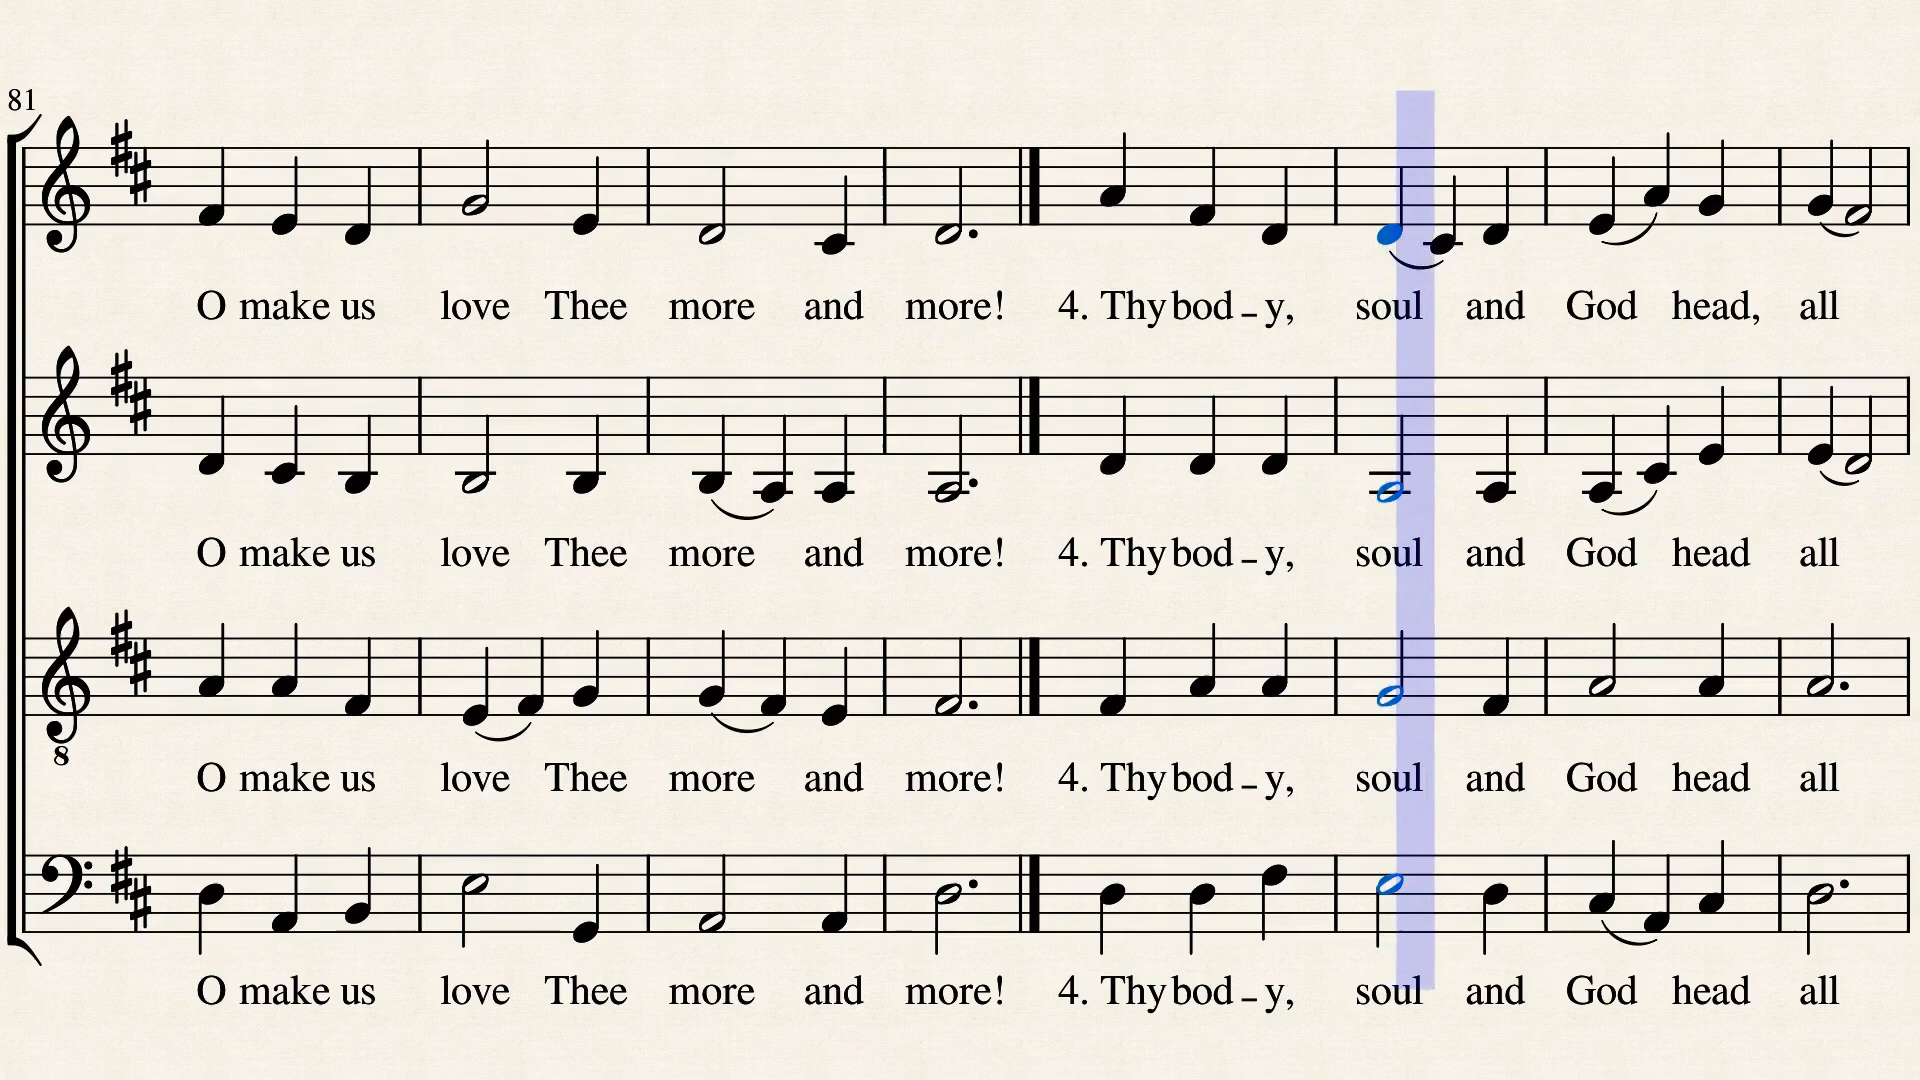 81
O make us love Thee more and more! 4. Thy bod - y, soul and God head, all
O make us love Thee more and more! 4. Thy bod - y, soul and God head all
8
O make us love Thee more and more! 4. Thy bod - y, soul and God head all
O make us love Thee more and more! 4. Thy bod - y, soul and God head all